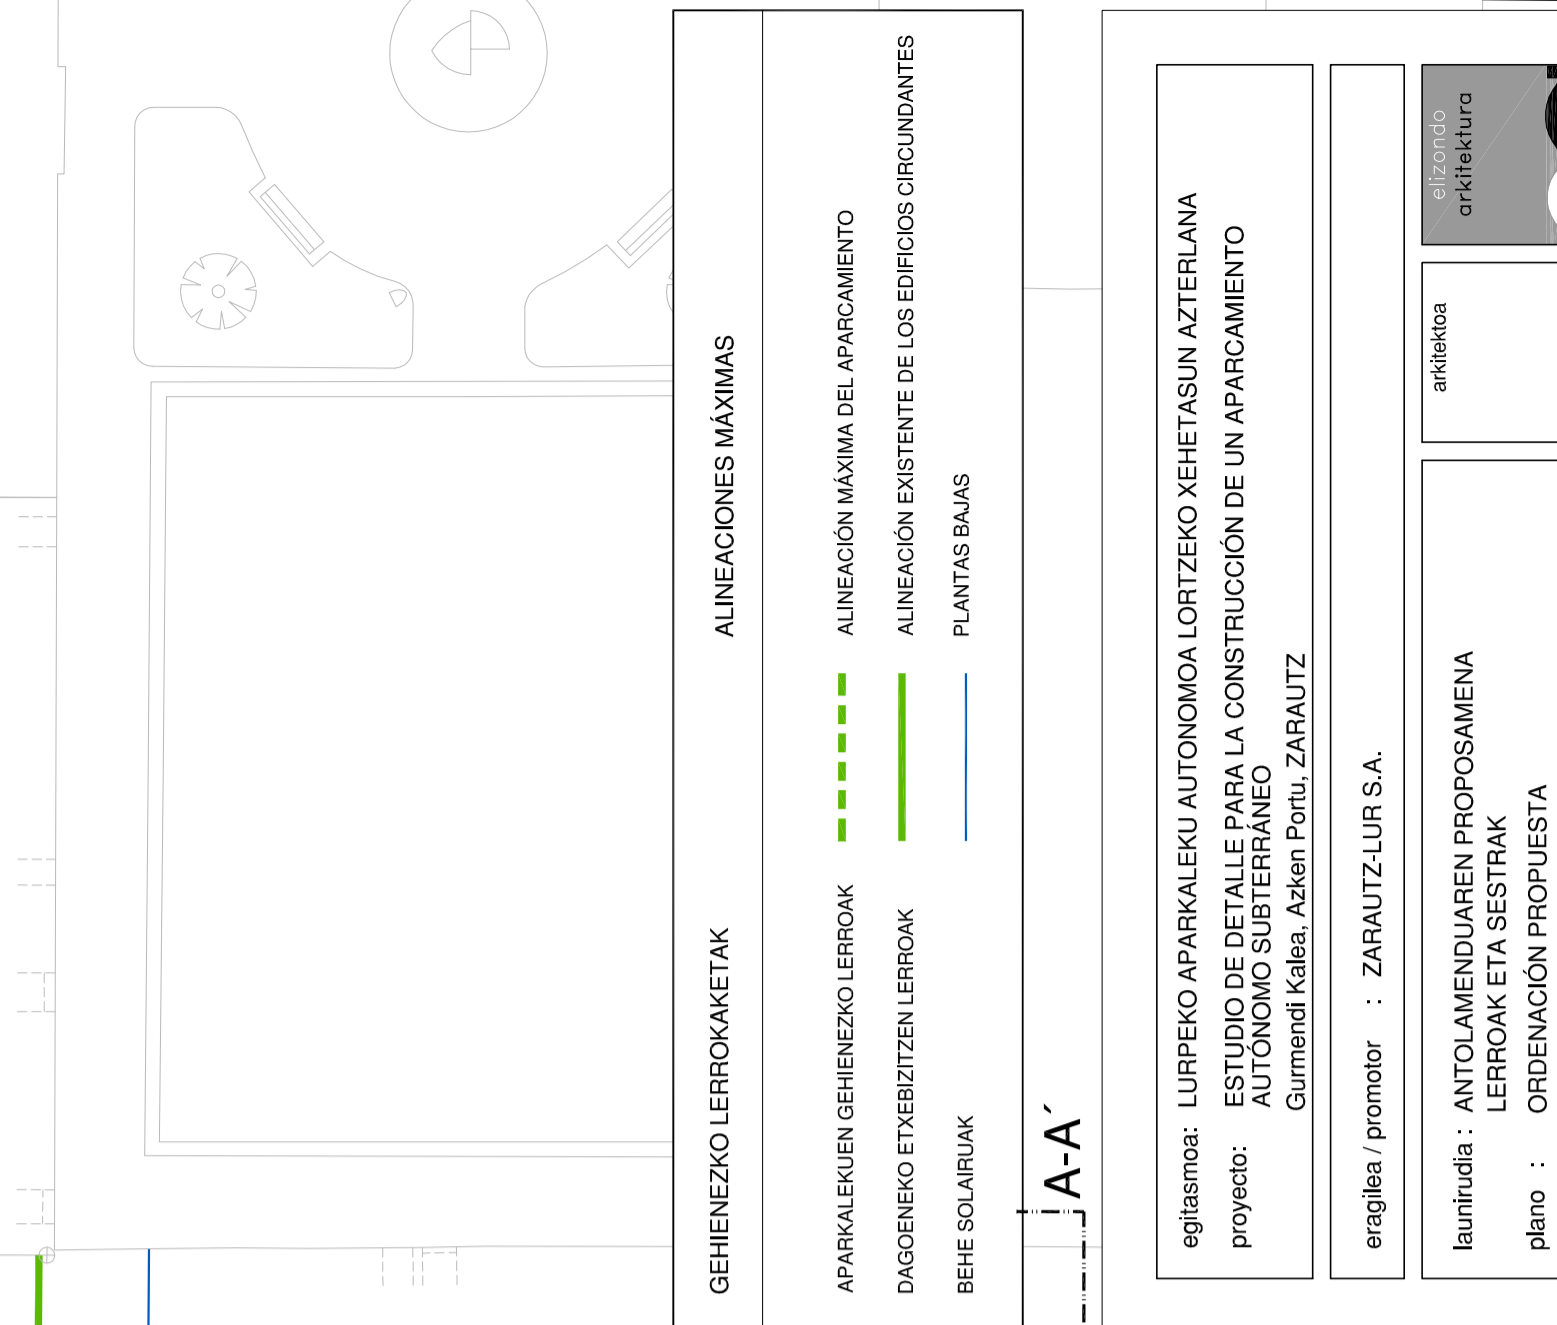 GEHIENEZKO LERROKAKETAK
ALINEACIONES MÁXIMAS
APARKALEKUEN GEHIENEZKO LERROAK
ALINEACIÓN MÁXIMA DEL APARCAMIENTO
DAGOENEKO ETXEBIZITZEN LERROAK
ALINEACIÓN EXISTENTE DE LOS EDIFICIOS CIRCUNDANTES
BEHE SOLAIRUAK
PLANTAS BAJAS
A-A´
egitasmoa: LURPEKO APARKALEKU AUTONOMOA LORTZEKO XEHETASUN AZTERLANA
proyecto: ESTUDIO DE DETALLE PARA LA CONSTRUCCIÓN DE UN APARCAMIENTO
AUTÓNOMO SUBTERRÁNEO
Gurmendi Kalea, Azken Portu, ZARAUTZ
eragilea / promotor : ZARAUTZ-LUR S.A.
elizondo
arkitektura
arkitektoa
launirudia : ANTOLAMENDUAREN PROPOSAMENA
LERROAK ETA SESTRAK
plano : ORDENACIÓN PROPUESTA